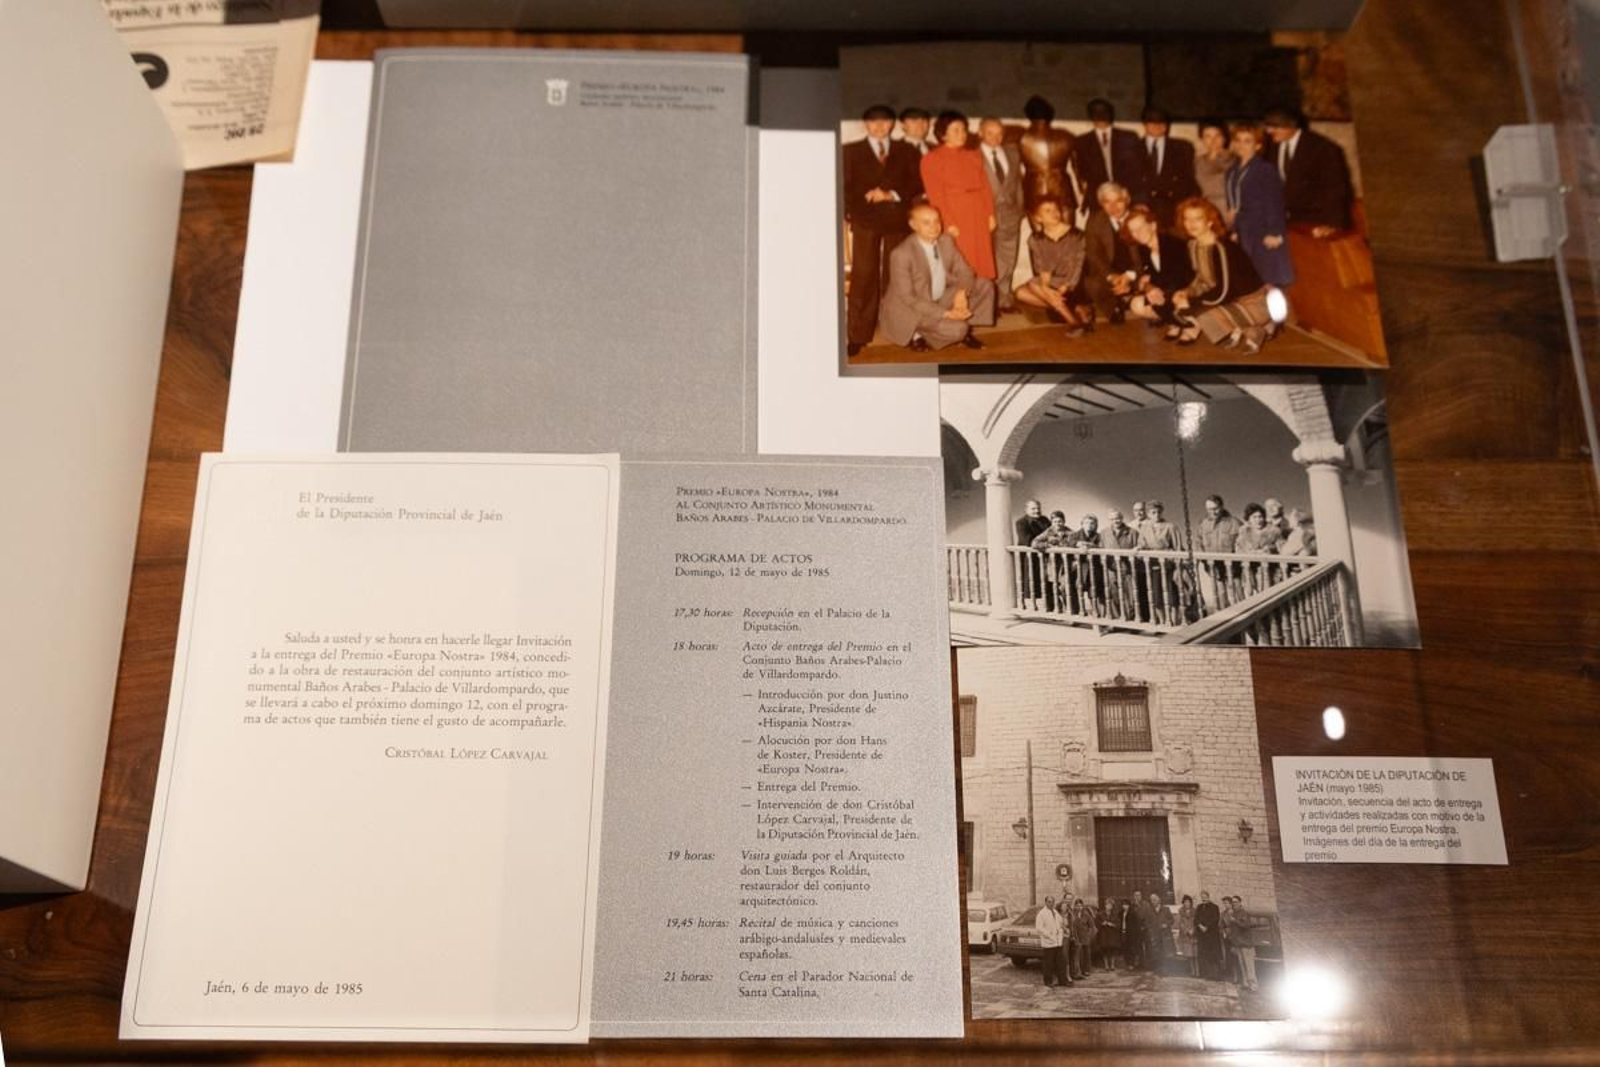 PREMIO «EUROPA NOSTRA», 1984
El Presidente
de la Diputación Provincial de Jaén
Saluda a usted y se honra en hacerle llegar Invitación
a la entrega del Premio «Europa Nostra» 1984, concedi-
do a la obra de restauración del conjunto artístico mo-
numental Baños Arabes - Palacio de Villardompardo, que
se llevará a cabo el próximo domingo 12, con el progra-
ma de actos que también tiene el gusto de acompañarle.
CRISTÓBAL LÓPEZ CARVAJAL
Jaén, 6 de mayo de 1985
PREMIO «EUROPA NOSTRA», 1984
AL CONJUNTO ARTÍSTICO MONUMENTAL
BAÑOS ARABES - PALACIO DE VILLARDOMPARDO
PROGRAMA DE ACTOS
Domingo, 12 de mayo de 1985
17,30 horas: Recepción en el Palacio de la
Diputación.
18 horas: Acto de entrega del Premio en el
Conjunto Baños Arabes-Palacio
de Villardompardo.
— Introducción por don Justino
Azcárate, Presidente de
«Hispania Nostra».
— Alocución por don Hans
de Koster, Presidente de
«Europa Nostra».
— Entrega del Premio.
— Intervención de don Cristóbal
López Carvajal, Presidente de
la Diputación Provincial de Jaén.
19 horas: Visita guiada por el Arquitecto
don Luis Berges Roldán,
restaurador del conjunto
arquitectónico.
19,45 horas: Recital de música y canciones
arábigo-andalusíes y medievales
españolas.
21 horas: Cena en el Parador Nacional de
Santa Catalina.
INVITACIÓN DE LA DIPUTACIÓN DE
JAÉN (mayo 1985)
Invitación, secuencia del acto de entrega
y actividades realizadas con motivo de la
entrega del premio Europa Nostra.
Imágenes del día de la entrega del
premio